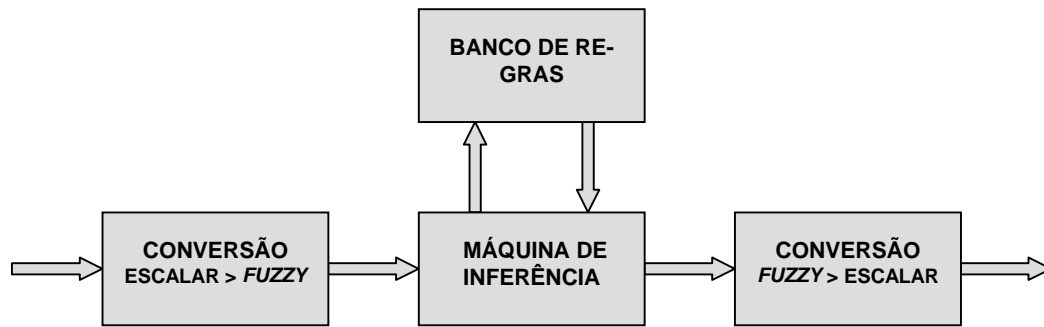 BANCO DE RE-
GRAS
CONVERSÃO
ESCALAR > FUZZY
MÁQUINA DE
INFERÊNCIA
CONVERSÃO
FUZZY > ESCALAR